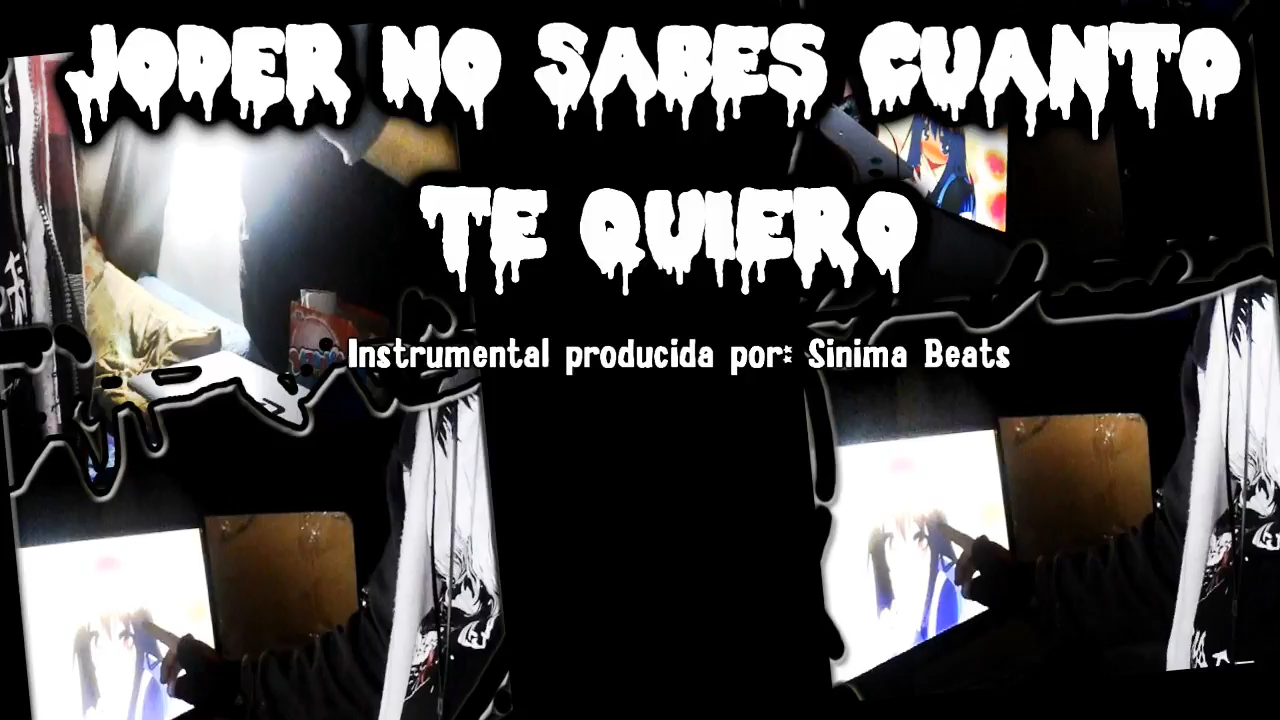 JODER NO SABES CUANTO
TE QUIERO
Instrumental producida por: Sinima Beats